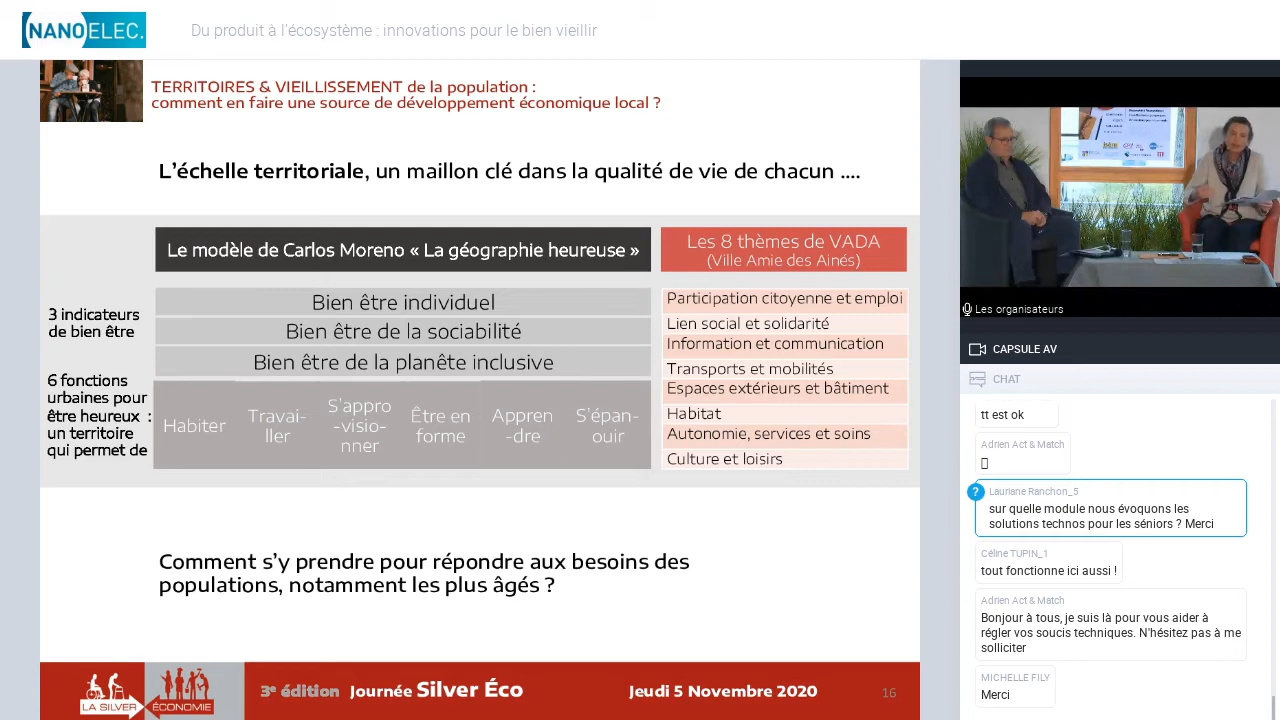 NANOELEC.
Du produit à l'écosystème : innovations pour le bien vieillir
TERRITOIRES & VIEILLISSEMENT de la population :
comment en faire une source de développement économique local ?
L'échelle territoriale, un maillon clé dans la qualité de vie de chacun ....
Le modèle de Carlos Moreno « La géographie heureuse »
3 indicateurs
de bien être
Bien être individuel
Bien être de la sociabilité
Bien être de la planête inclusive
6 fonctions
urbaines pour
être heureux :
un territoire
qui permet de
Habiter
Travai-
ller
S'appro
-visio-
nner
Être en
forme
Appren
-dre
S'épan-
ouir
Les 8 thèmes de VADA
(Ville Amie des Ainés)
Participation citoyenne et emploi
Lien social et solidarité
Information et communication
Transports et mobilités
Espaces extérieurs et bâtiment
Habitat
Autonomie, services et soins
Culture et loisirs
Comment s'y prendre pour répondre aux besoins des
populations, notamment les plus âgés ?
LA SILVER
ÉCONOMIE
3e édition Journée Silver Éco
Jeudi 5 Novembre 2020
16
Les organisateurs
CAPSULE AV
CHAT
tt est ok
Adrien Act & Match
?
Lauriane Ranchon_5
sur quelle module nous évoquons les
solutions technos pour les séniors ? Merci
Céline TUPIN_1
tout fonctionne ici aussi !
Adrien Act & Match
Bonjour à tous, je suis là pour vous aider à
régler vos soucis techniques. N'hésitez pas à me
solliciter
MICHELLE FILY
Merci